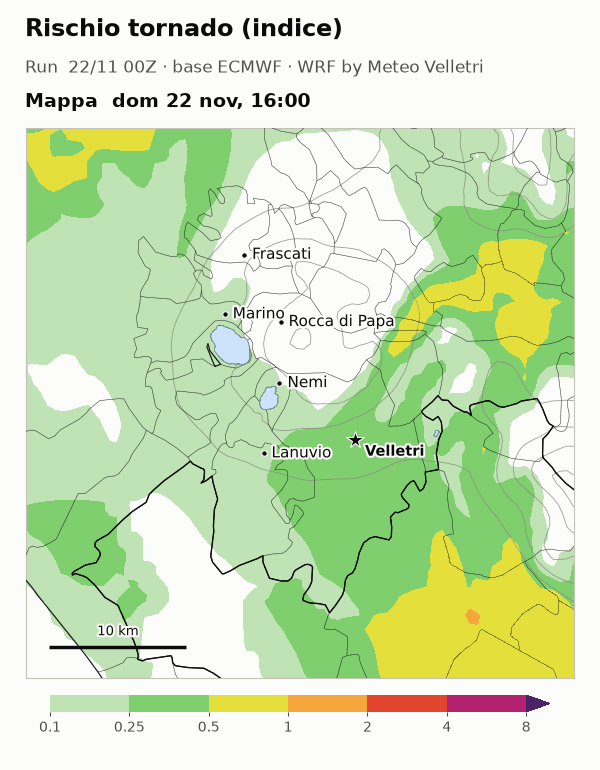 Rischio tornado (indice)
Run  22/11 00Z · base ECMWF · WRF by Meteo Velletri
Mappa  dom 22 nov, 16:00
Frascati
Marino
Rocca di Papa
Nemi
Velletri
Lanuvio
10 km
0.1 0.25 0.5 1 2 4 8